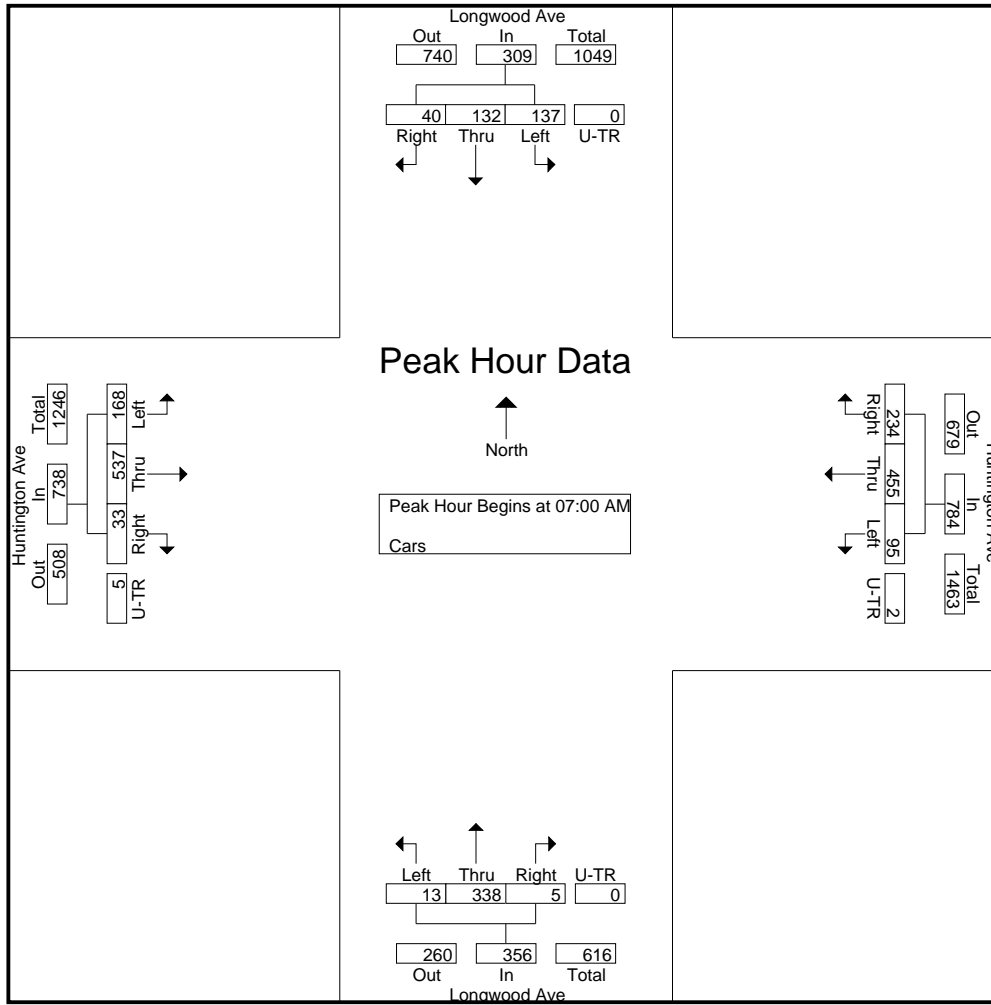 Longwood Ave
Out In Total
740 309 1049
40 132 137 0
Right Thru Left U-TR
Peak Hour Data
North
Peak Hour Begins at 07:00 AM
Cars
Huntington Ave
Total In Out
1246 738 508
168 537 33 5
Left Thru Right U-TR
Huntington Ave
Out In Total
679 784 1463
234 455 95 2
Right Thru Left U-TR
Left Thru Right U-TR
13 338 5 0
260 356 616
Out In Total
Longwood Ave